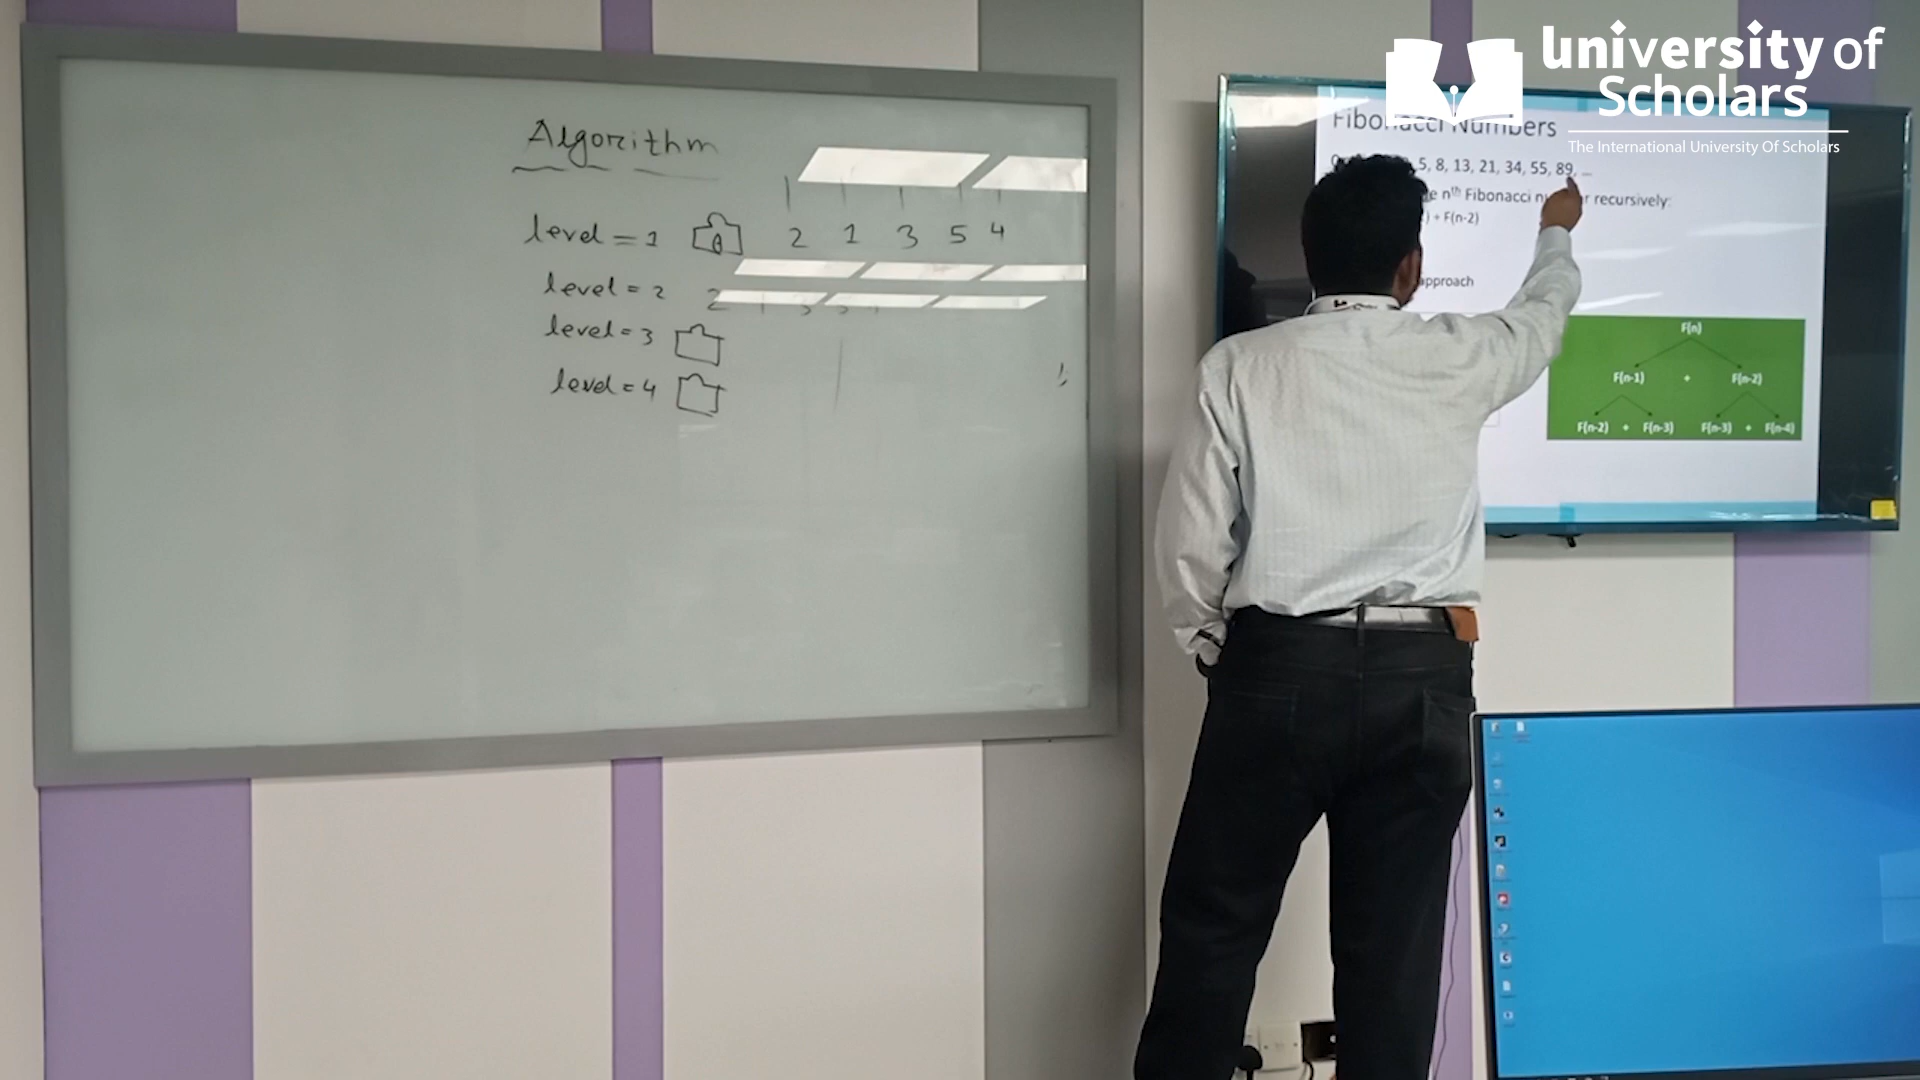 Algorithm
level = 1 2 1 3 5 4
level = 2 2
level = 3
level = 4
University of
Scholars
The International University Of Scholars
Fibonacci Numbers
5, 8, 13, 21, 34, 55, 89, ...
nth Fibonacci recursively:
+ F(n-2)
approach
F(n)
F(n-1) + F(n-2)
F(n-2) + F(n-3) F(n-3) + F(n-4)